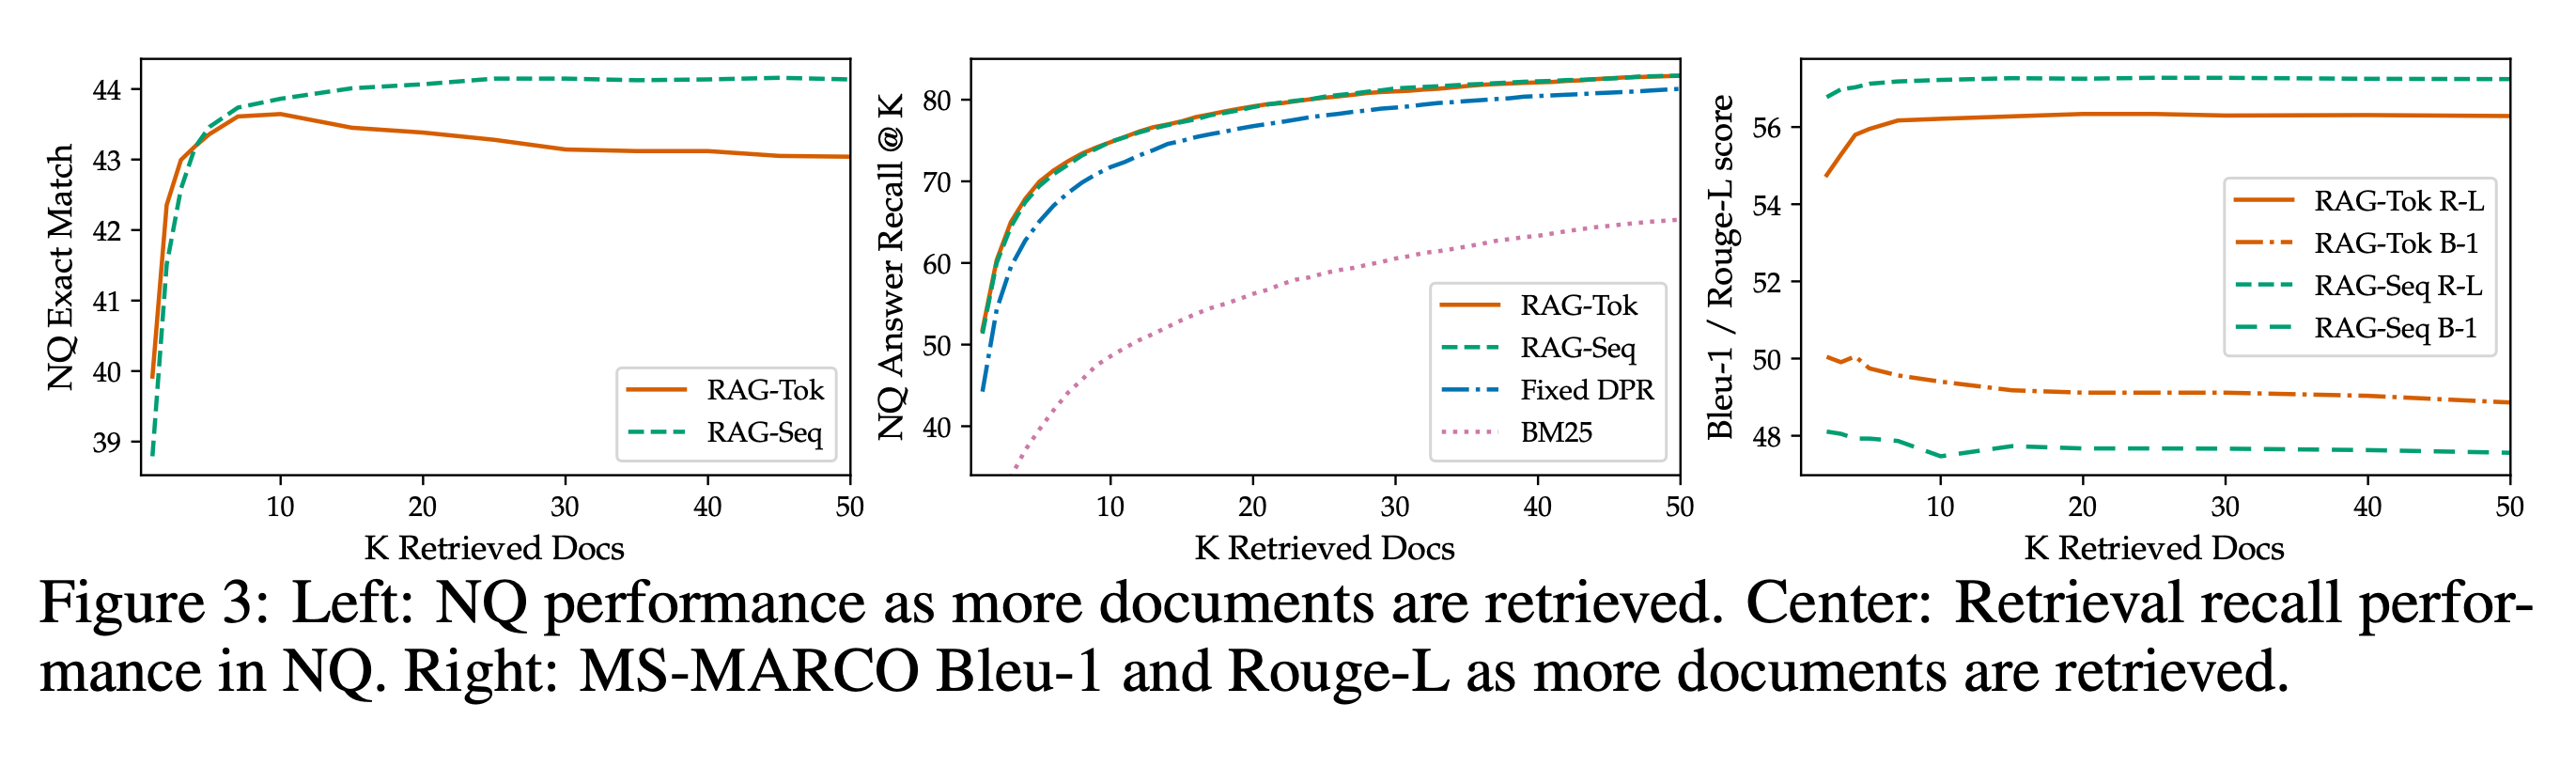 NQ Exact Match
44
43
42
41
40
39
10 20 30 40 50
K Retrieved Docs
RAG-Tok
RAG-Seq
NQ Answer Recall @ K
80
70
60
50
40
10 20 30 40 50
K Retrieved Docs
RAG-Tok
RAG-Seq
Fixed DPR
BM25
Bleu-1 / Rouge-L score
56
54
52
50
48
10 20 30 40 50
K Retrieved Docs
RAG-Tok R-L
RAG-Tok B-1
RAG-Seq R-L
RAG-Seq B-1
Figure 3: Left: NQ performance as more documents are retrieved. Center: Retrieval recall perfor-
mance in NQ. Right: MS-MARCO Bleu-1 and Rouge-L as more documents are retrieved.